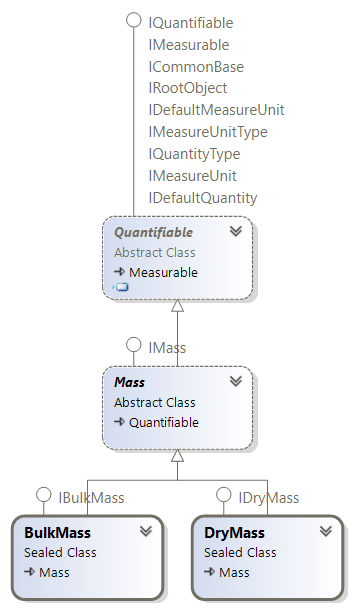 IQuantifiable
IMeasurable
ICommonBase
IRootObject
IDefaultMeasureUnit
IMeasureUnitType
IQuantityType
IMeasureUnit
IDefaultQuantity
Quantifiable
Abstract Class
Measurable
IMass
Mass
Abstract Class
Quantifiable
IBulkMass
BulkMass
Sealed Class
Mass
IDryMass
DryMass
Sealed Class
Mass